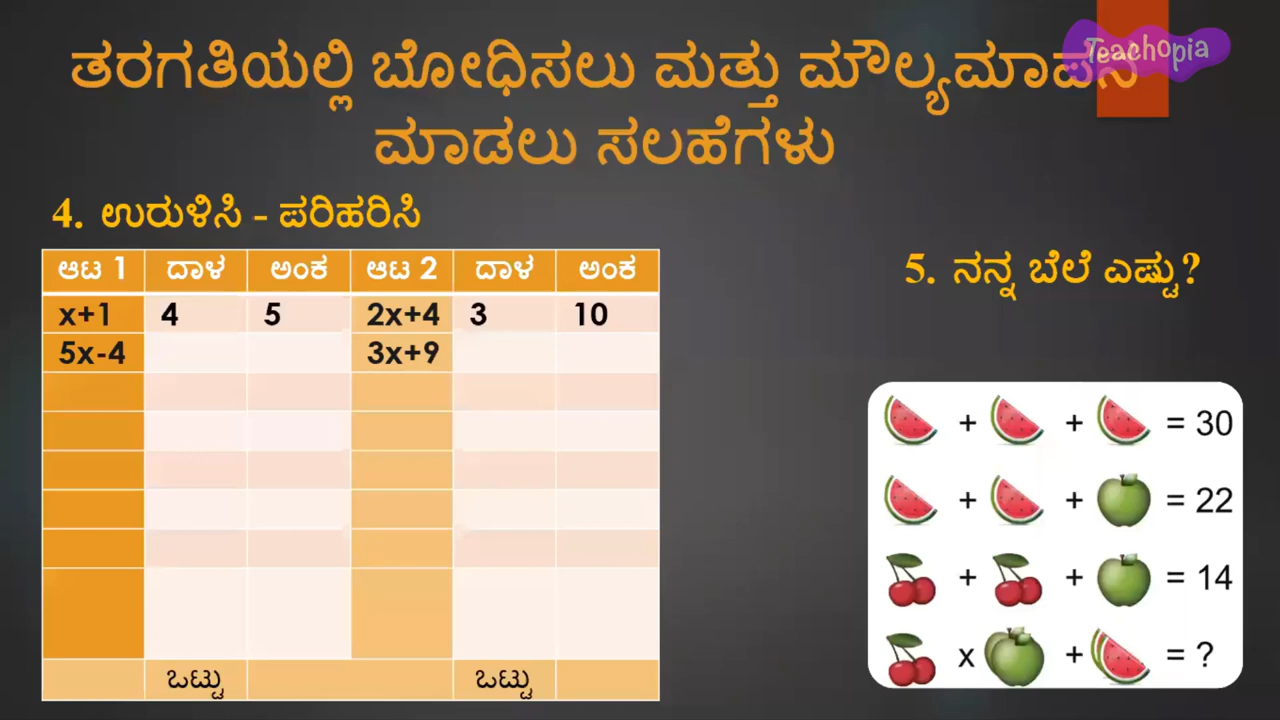 ತರಗತಿಯಲ್ಲಿ ಬೋಧಿಸಲು ಮತ್ತು ಮೌಲ್ಯಮಾಪನ
ಮಾಡಲು ಸಲಹೆಗಳು
Teachopia
4. ಉರುಳಿಸಿ - ಪರಿಹರಿಸಿ
ಆಟ 1 ದಾಳ ಅಂಕ ಆಟ 2 ದಾಳ ಅಂಕ
x+1 4 5 2x+4 3 10
5x-4 3x+9
ಒಟ್ಟು ಒಟ್ಟು
5. ನನ್ನ ಬೆಲೆ ಎಷ್ಟು?
+ + = 30
+ + = 22
+ + = 14
x + = ?